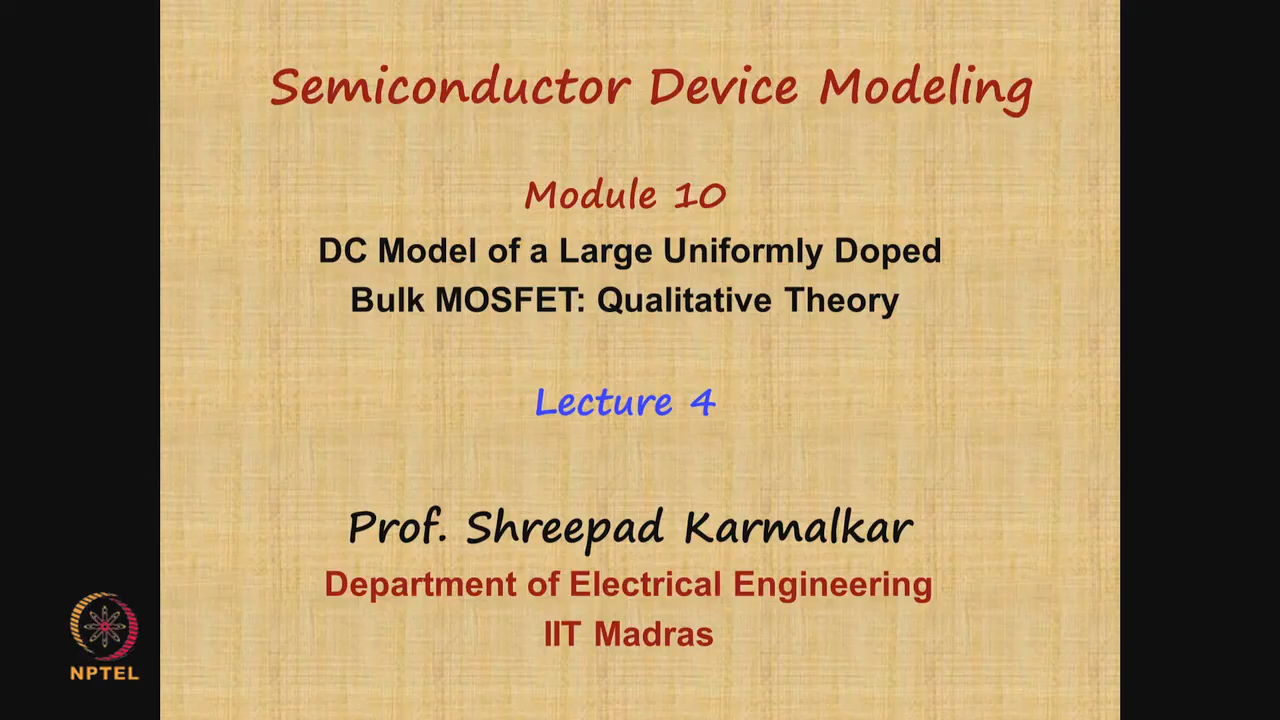 Semiconductor Device Modeling
Module 10
DC Model of a Large Uniformly Doped
Bulk MOSFET: Qualitative Theory
Lecture 4
Prof. Shreepad Karmalkar
Department of Electrical Engineering
IIT Madras
NPTEL